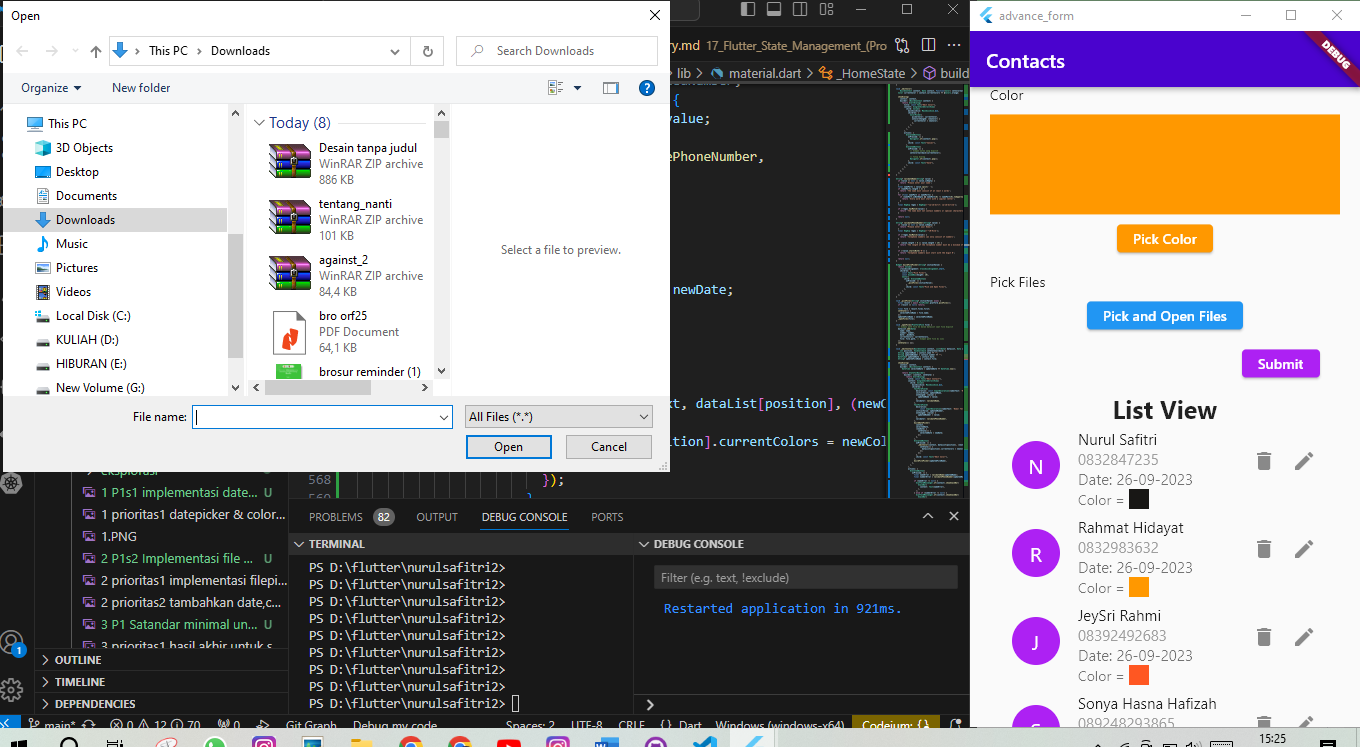 Open
This PC
Downloads
Search Downloads
Organize
New folder
This PC
3D Objects
Desktop
Documents
Downloads
Music
Pictures
Videos
Local Disk (C:)
KULIAH (D:)
HIBURAN (E:)
New Volume (G:)
Today (8)
Desain tanpa judul
WinRAR ZIP archive
886 KB
tentang_nanti
WinRAR ZIP archive
101 KB
against_2
WinRAR ZIP archive
84,4 KB
bro orf25
PDF Document
64,1 KB
brosur reminder (1)
Select a file to preview.
File name:
All Files (*.*)
Open
Cancel
ry.md
17_Flutter_State_Management_(Pro
lib
material.dart
_HomeState
build
{
value;
ePhoneNumber,
newDate;
xt, dataList[position], (newC
ition].currentColors = newCol
568
});
1 P1s1 implementasi date... U
1 prioritas1 datepicker & color...
1.PNG
2 P1s2 Implementasi file ... U
2 prioritas1 implementasi filepi...
2 prioritas2 tambahkan date,c...
3 P1 Satandar minimal un... U
3 prioritas1 hasil akhir untuk s...
OUTLINE
TIMELINE
DEPENDENCIES
PROBLEMS
82
OUTPUT
DEBUG CONSOLE
PORTS
TERMINAL
PS D:\flutter\nurulsafitri2>
PS D:\flutter\nurulsafitri2>
PS D:\flutter\nurulsafitri2>
PS D:\flutter\nurulsafitri2>
PS D:\flutter\nurulsafitri2>
PS D:\flutter\nurulsafitri2>
PS D:\flutter\nurulsafitri2>
PS D:\flutter\nurulsafitri2>
PS D:\flutter\nurulsafitri2>
DEBUG CONSOLE
Filter (e.g. text, !exclude)
Restarted application in 921ms.
1
main*
0
12
70
0
Git Graph
Debug my code
Spaces: 2
UTF-8
CRLF
{ } Dart
Windows (windows-x64)
Codeium: {}
advance_form
Contacts
DEBUG
Color
Pick Color
Pick Files
Pick and Open Files
Submit
List View
N
Nurul Safitri
0832847235
Date: 26-09-2023
Color =
R
Rahmat Hidayat
0832983632
Date: 26-09-2023
Color =
J
JeySri Rahmi
08392492683
Date: 26-09-2023
Color =
S
Sonya Hasna Hafizah
089248293865
15:25